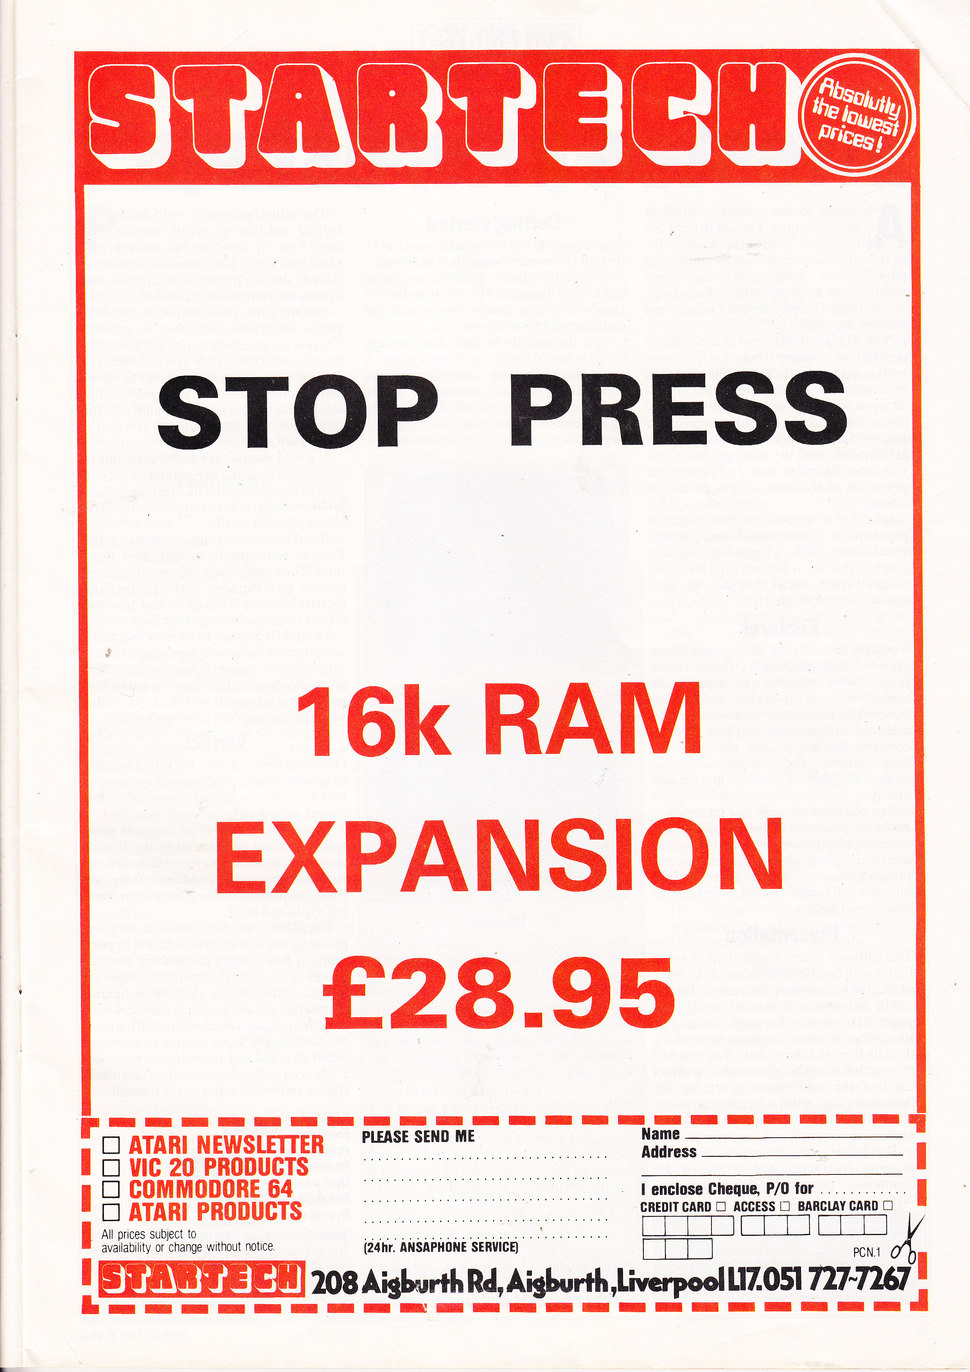 STARTECH
Absolutly
the lowest
prices!
STOP PRESS
16k RAM
EXPANSION
£28.95
ATARI NEWSLETTER
VIC 20 PRODUCTS
COMMODORE 64
ATARI PRODUCTS
All prices subject to
availability or change without notice.
PLEASE SEND ME
(24hr. ANSAPHONE SERVICE)
Name
Address
I enclose Cheque, P/O for
CREDIT CARD ACCESS BARCLAY CARD
PCN.1
STARTECH 208 Aigburth Rd, Aigburth, Liverpool L17. 051 727-7267